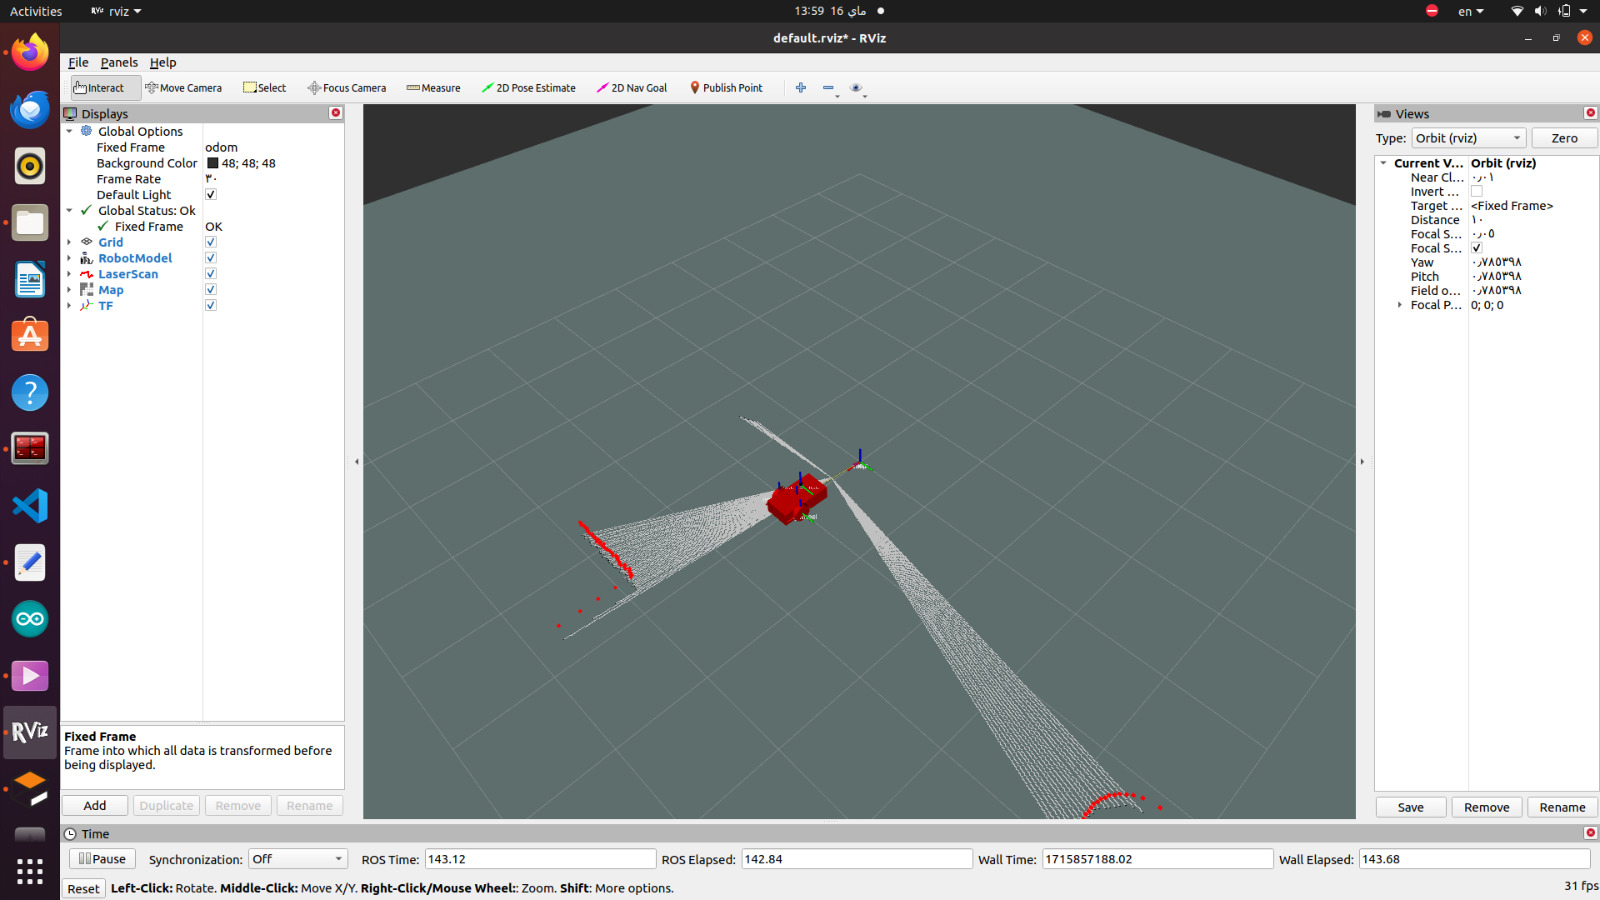 Activities
rviz
13:59 16 ماي
en
default.rviz* - RViz
File Panels Help
Interact Move Camera Select Focus Camera Measure 2D Pose Estimate 2D Nav Goal Publish Point
Displays
Global Options
Fixed Frame odom
Background Color 48; 48; 48
Frame Rate ۳۰
Default Light
Global Status: Ok
Fixed Frame OK
Grid
RobotModel
LaserScan
Map
TF
Fixed Frame
Frame into which all data is transformed before
being displayed.
Add Duplicate Remove Rename
Views
Type: Orbit (rviz) Zero
Current V... Orbit (rviz)
Near Cl... ۰٫۰۱
Invert ...
Target ... <Fixed Frame>
Distance ۱۰
Focal S... ۰٫۰۵
Focal S...
Yaw ۰٫۷۸۵۳۹۸
Pitch ۰٫۷۸۵۳۹۸
Field o... ۰٫۷۸۵۳۹۸
Focal P... 0; 0; 0
Save Remove Rename
RViz
Time
Pause Synchronization: Off ROS Time: 143.12 ROS Elapsed: 142.84 Wall Time: 1715857188.02 Wall Elapsed: 143.68
Reset Left-Click: Rotate. Middle-Click: Move X/Y. Right-Click/Mouse Wheel:: Zoom. Shift: More options.
31 fps